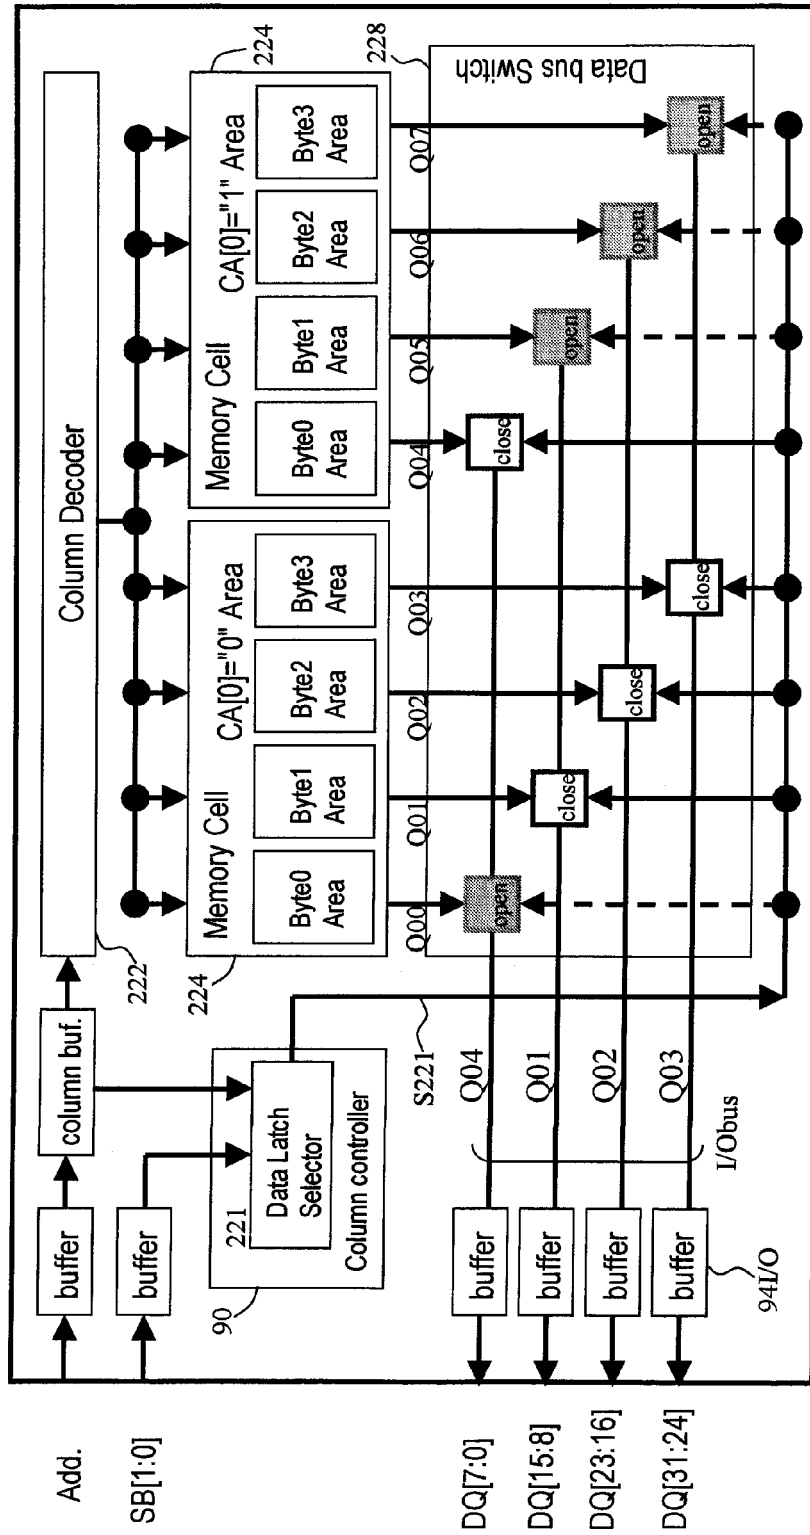 Add.
SB[1:0]
buffer
column buf.
buffer
Column Decoder
222
90
221
Data Latch
Selector
Column controller
224
Memory Cell
CA[0]="0" Area
Byte0
Area
Byte1
Area
Byte2
Area
Byte3
Area
224
Memory Cell
CA[0]="1" Area
Byte0
Area
Byte1
Area
Byte2
Area
Byte3
Area
228
Data bus Switch
Q00
Q01
Q02
Q03
Q04
Q05
Q06
Q07
S221
open
close
close
close
close
open
open
open
Q04
Q01
Q02
Q03
I/Obus
DQ[7:0]
DQ[15:8]
DQ[23:16]
DQ[31:24]
buffer
buffer
buffer
buffer
94I/O